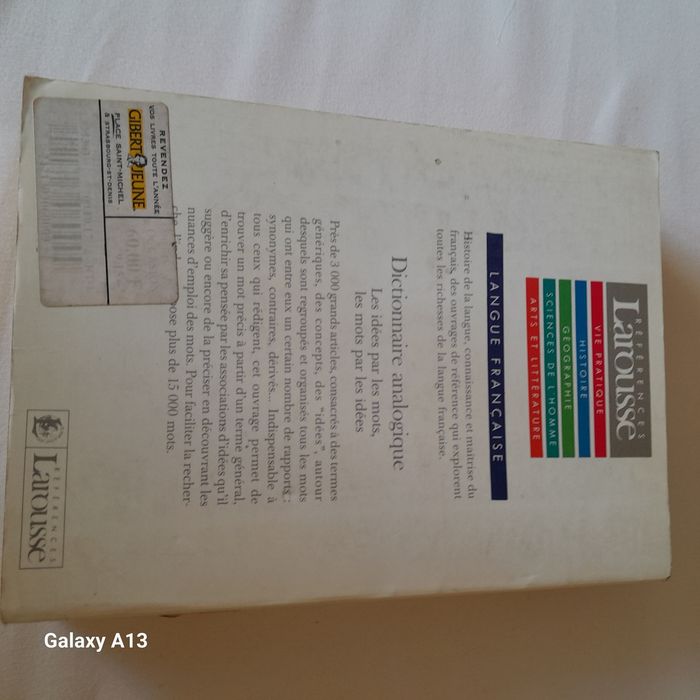 RÉFÉRENCES
Larousse
VIE PRATIQUE
HISTOIRE
GÉOGRAPHIE
SCIENCES DE L'HOMME
ARTS ET LITTÉRATURE
LANGUE FRANÇAISE
Histoire de la langue, connaissance et maîtrise du
français, des ouvrages de référence qui explorent
toutes les richesses de la langue française.
Dictionnaire analogique
Les idées par les mots,
les mots par les idées
Près de 3 000 grands articles, consacrés à des termes
génériques, des concepts, des "idées", autour
desquels sont regroupés et organisés tous les mots
qui ont entre eux un certain nombre de rapports :
synonymes, contraires, dérivés... Indispensable à
tous ceux qui rédigent, cet ouvrage permet de
trouver un mot précis à partir d'un terme général,
d'enrichir sa pensée par les associations d'idées qu'il
suggère ou encore de la préciser en découvrant les
nuances d'emploi des mots. Pour faciliter la recher-
plus de 15 000 mots.
REVENDEZ
VOS LIVRES TOUTE L'ANNÉE
GIBERT JEUNE
PLACE SAINT-MICHEL
& STRASBOURG-ST-DENIS
RÉFÉRENCES
Larousse
Galaxy A13